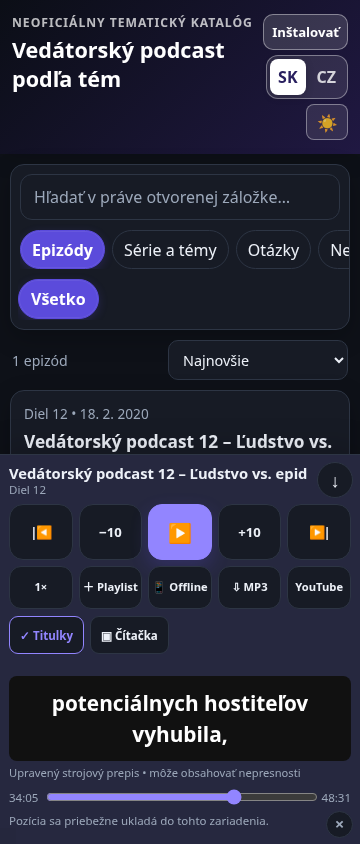 NEOFICIÁLNY TEMATICKÝ KATALÓG
Vedátorský podcast
podľa tém
Inštalovať
SK CZ
Hľadať v práve otvorenej záložke...
Epizódy Série a témy Otázky Ne
Všetko
1 epizód Najnovšie
Diel 12 • 18. 2. 2020
Vedátorský podcast 12 – Ľudstvo vs.
Vedátorský podcast 12 – Ľudstvo vs. epid
Diel 12
↓
−10 +10
1× + Playlist Offline ⇩ MP3 YouTube
✓ Titulky ▣ Čítačka
potenciálnych hostiteľov
vyhubila,
Upravený strojový prepis • môže obsahovať nepresnosti
34:05 48:31
Pozícia sa priebežne ukladá do tohto zariadenia.
×